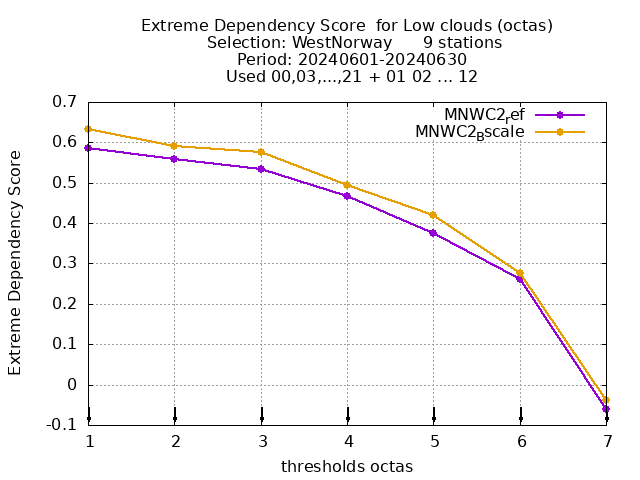 Extreme Dependency Score  for Low clouds (octas)
Selection: WestNorway      9 stations
Period: 20240601-20240630
Used 00,03,...,21 + 01 02 ... 12
MNWC2_ref
MNWC2_Bscale
Extreme Dependency Score
0.7
0.6
0.5
0.4
0.3
0.2
0.1
0
-0.1
1 2 3 4 5 6 7
thresholds octas